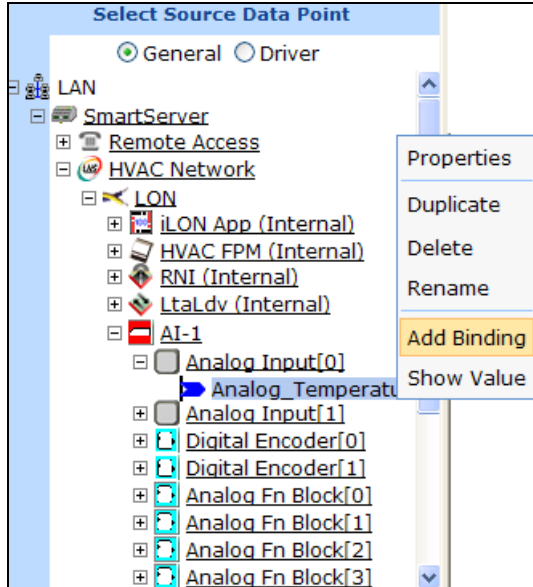 Select Source Data Point
General Driver
LAN
SmartServer
Remote Access
HVAC Network
LON
iLON App (Internal)
HVAC FPM (Internal)
RNI (Internal)
LtaLdv (Internal)
AI-1
Analog Input[0]
Analog_Temperatu
Analog Input[1]
Digital Encoder[0]
Digital Encoder[1]
Analog Fn Block[0]
Analog Fn Block[1]
Analog Fn Block[2]
Analog Fn Block[3]
Properties
Duplicate
Delete
Rename
Add Binding
Show Value